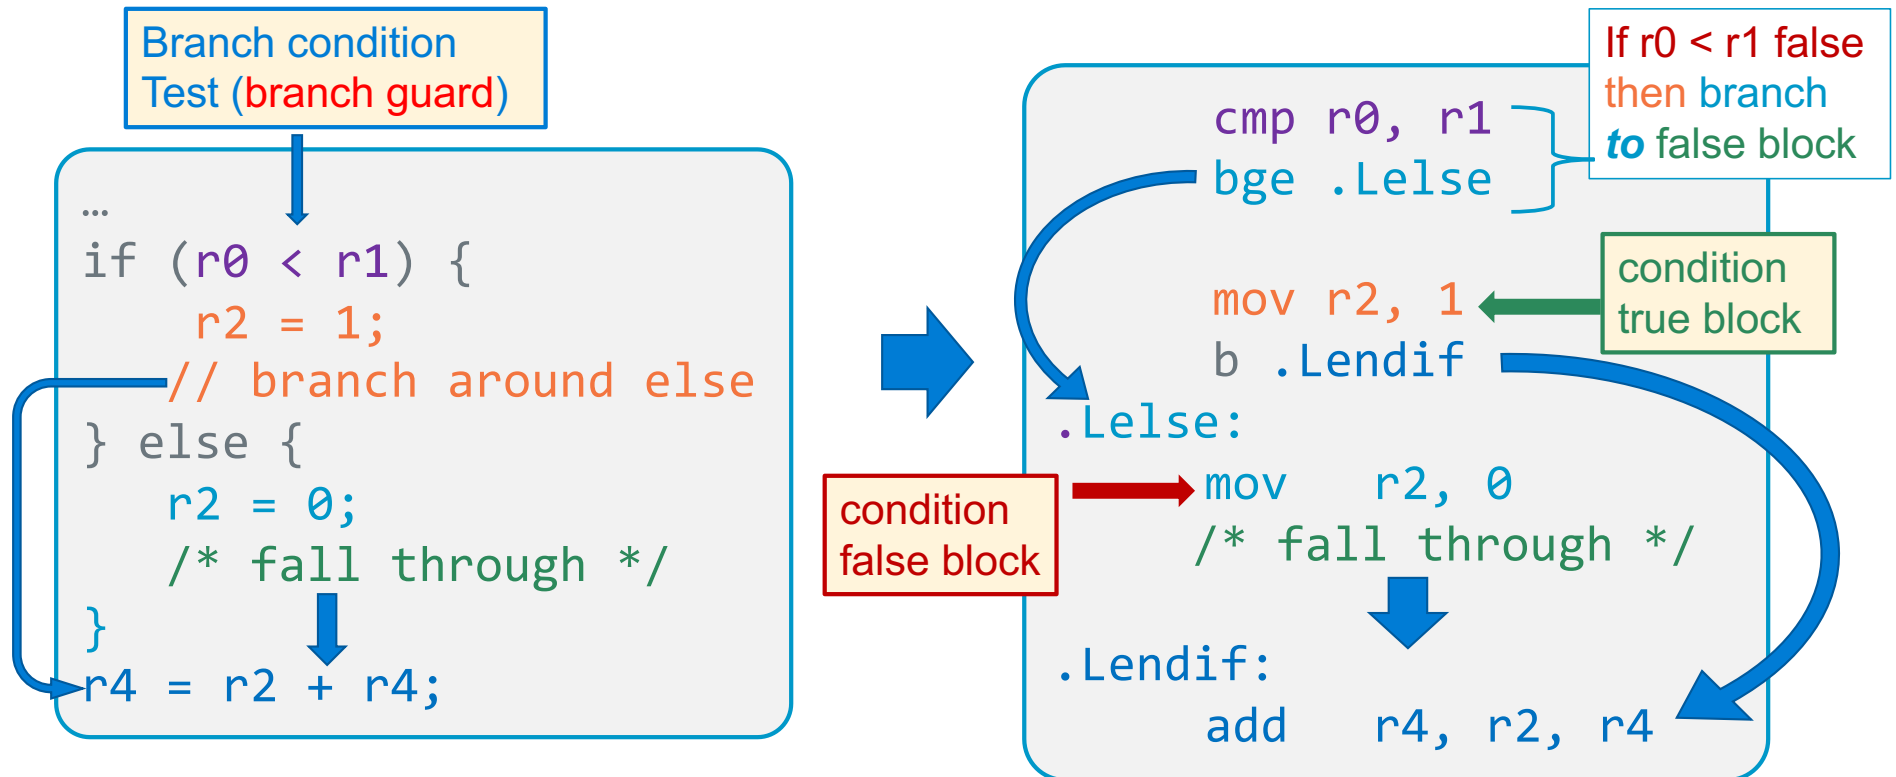 Branch condition
Test (branch guard)
…
if (r0 < r1) {
r2 = 1;
// branch around else
} else {
r2 = 0;
/* fall through */
}
r4 = r2 + r4;
If r0 < r1 false
then branch
to false block
cmp r0, r1
bge .Lelse
condition
true block
mov r2, 1
b .Lendif
.Lelse:
condition
false block
mov r2, 0
/* fall through */
.Lendif:
add r4, r2, r4